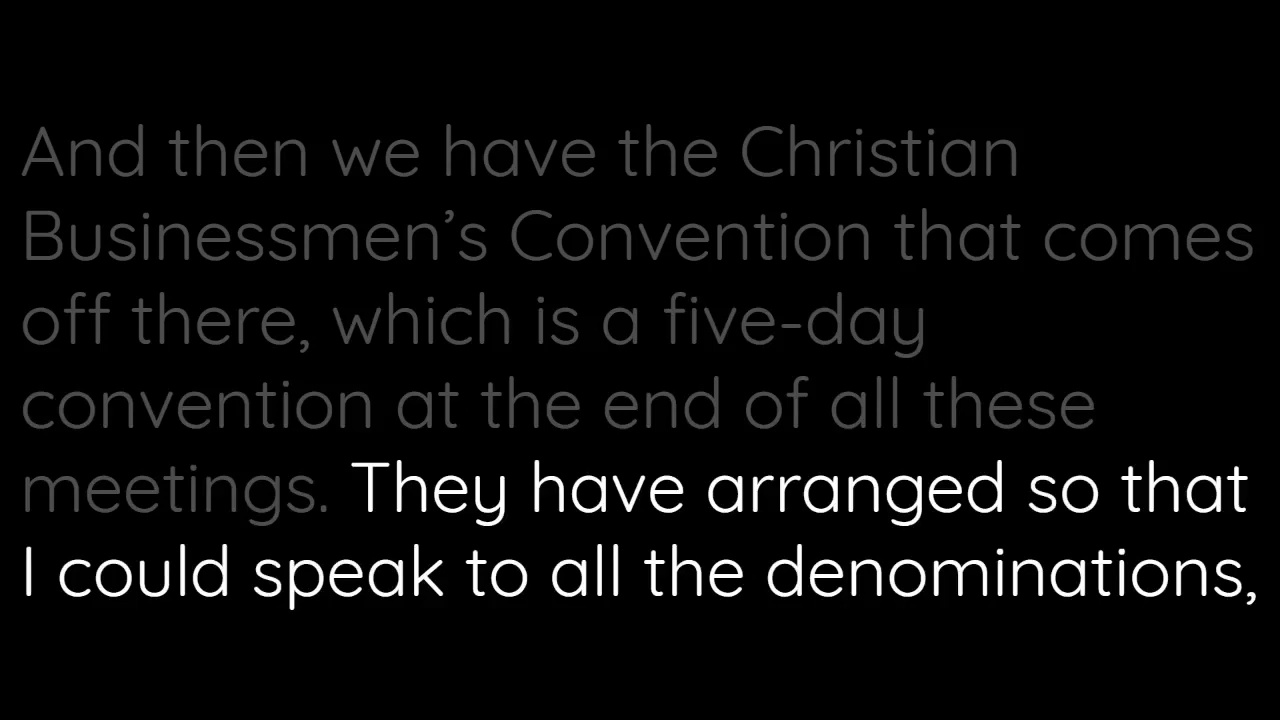 And then we have the Christian
Businessmen’s Convention that comes
off there, which is a five-day
convention at the end of all these
meetings. They have arranged so that
I could speak to all the denominations,